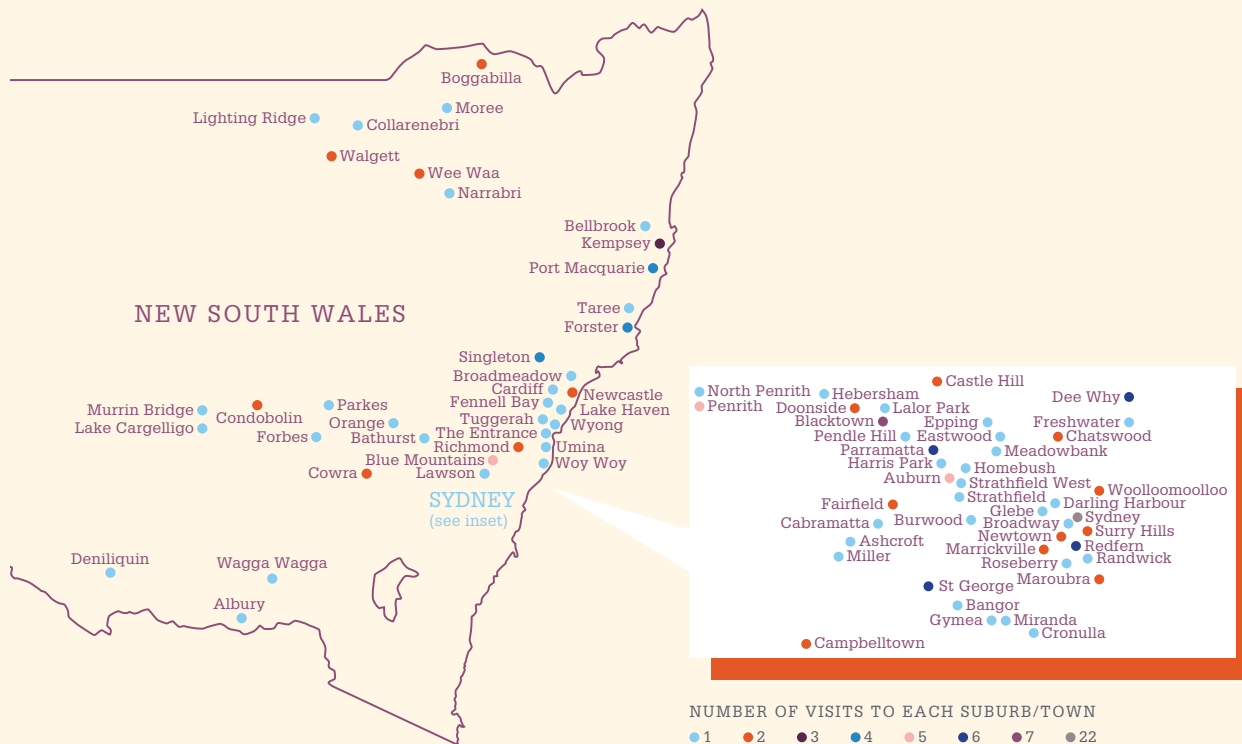 Boggabilla
Moree
Lighting Ridge
Collarenebri
Walgett
Wee Waa
Narrabri
Bellbrook
Kempsey
Port Macquarie
NEW SOUTH WALES
Taree
Forster
Singleton
Broadmeadow
Cardiff
Newcastle
Fennell Bay
Lake Haven
Murrin Bridge
Condobolin
Parkes
Tuggerah
Wyong
Lake Cargelligo
Orange
Forbes
Bathurst
The Entrance
Richmond
Umina
Blue Mountains
Woy Woy
Cowra
Lawson
SYDNEY
(see inset)
Deniliquin
Wagga Wagga
Albury
Castle Hill
North Penrith
Hebersham
Dee Why
Penrith
Doonside
Lalor Park
Blacktown
Epping
Freshwater
Pendle Hill
Eastwood
Chatswood
Parramatta
Meadowbank
Harris Park
Homebush
Auburn
Strathfield West
Woolloomoolloo
Strathfield
Darling Harbour
Fairfield
Glebe
Sydney
Cabramatta
Burwood
Broadway
Surry Hills
Newtown
Ashcroft
Marrickville
Redfern
Miller
Roseberry
Randwick
Maroubra
St George
Bangor
Gymea
Miranda
Cronulla
Campbelltown
NUMBER OF VISITS TO EACH SUBURB/TOWN
1 2 3 4 5 6 7 22